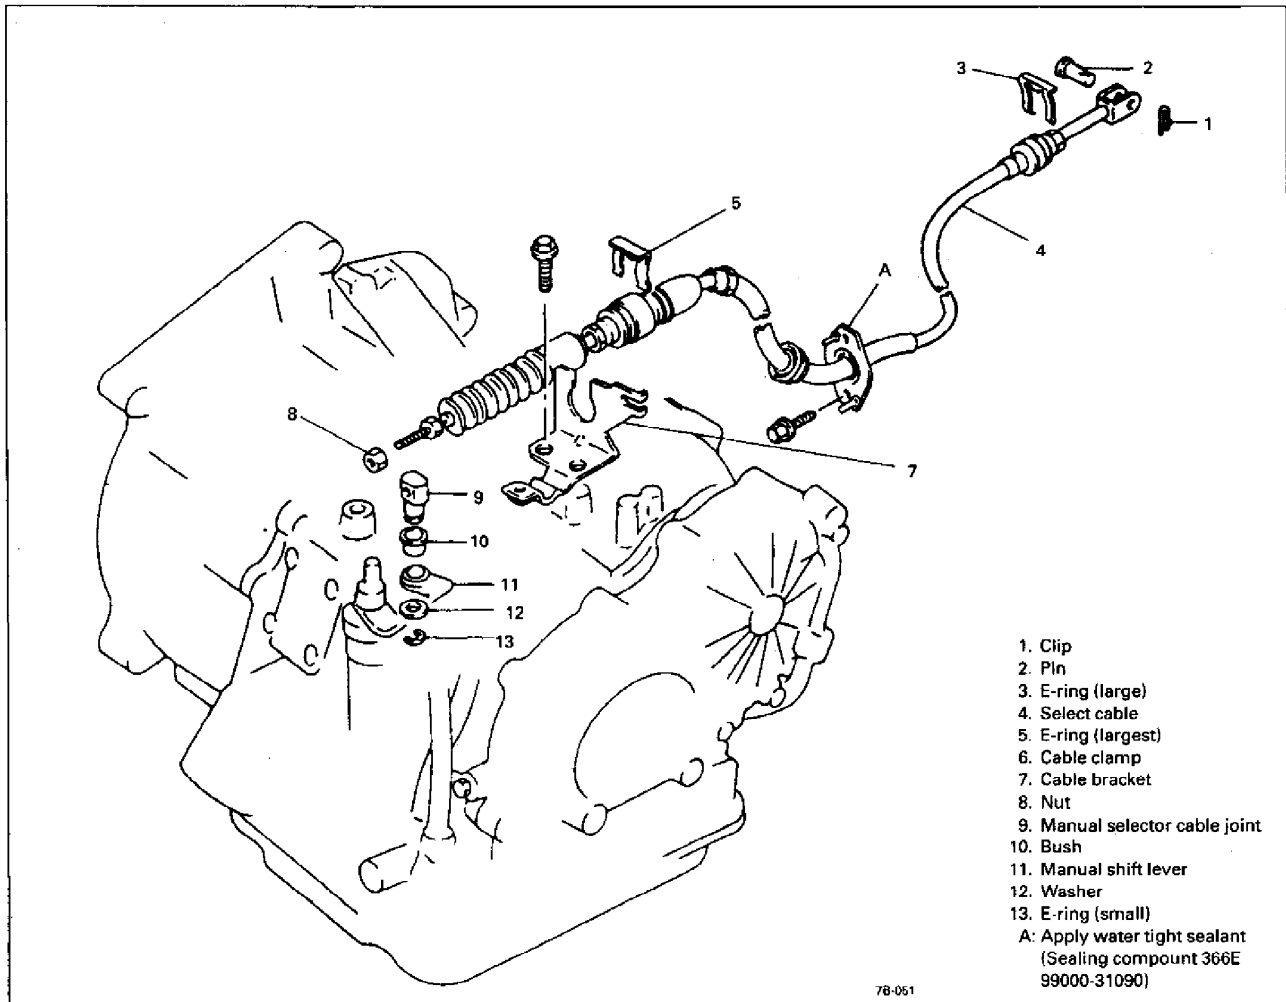 3
2
1
5
4
A
8
7
9
10
11
12
13
1. Clip
2. Pin
3. E-ring (large)
4. Select cable
5. E-ring (largest)
6. Cable clamp
7. Cable bracket
8. Nut
9. Manual selector cable joint
10. Bush
11. Manual shift lever
12. Washer
13. E-ring (small)
A: Apply water tight sealant
(Sealing compount 366E
99000-31090)
7B-051